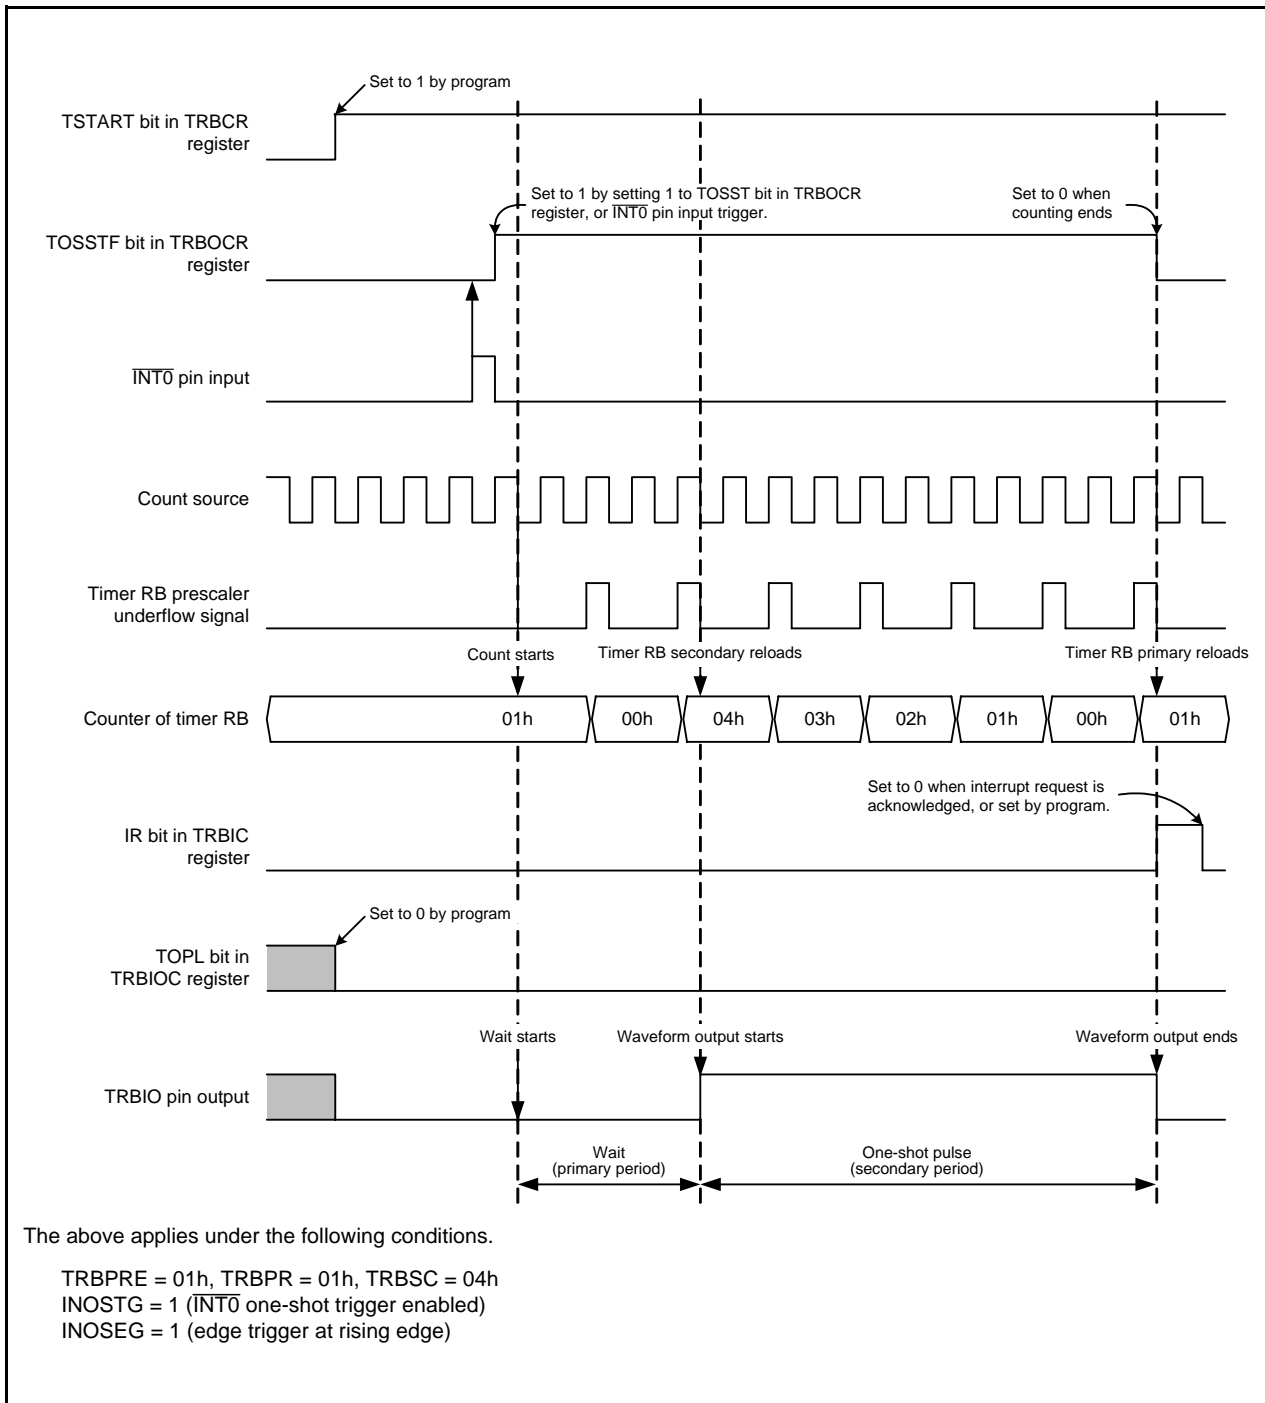 Set to 1 by program
TSTART bit in TRBCR
register
Set to 1 by setting 1 to TOSST bit in TRBOCR
register, or INT0 pin input trigger.
Set to 0 when
counting ends
TOSSTF bit in TRBOCR
register
INT0 pin input
Count source
Timer RB prescaler
underflow signal
Count starts
Timer RB secondary reloads
Timer RB primary reloads
Counter of timer RB
01h
00h
04h
03h
02h
01h
00h
01h
Set to 0 when interrupt request is
acknowledged, or set by program.
IR bit in TRBIC
register
Set to 0 by program
TOPL bit in
TRBIOC register
Wait starts
Waveform output starts
Waveform output ends
TRBIO pin output
Wait
(primary period)
One-shot pulse
(secondary period)
The above applies under the following conditions.
TRBPRE = 01h, TRBPR = 01h, TRBSC = 04h
INOSTG = 1 (INT0 one-shot trigger enabled)
INOSEG = 1 (edge trigger at rising edge)